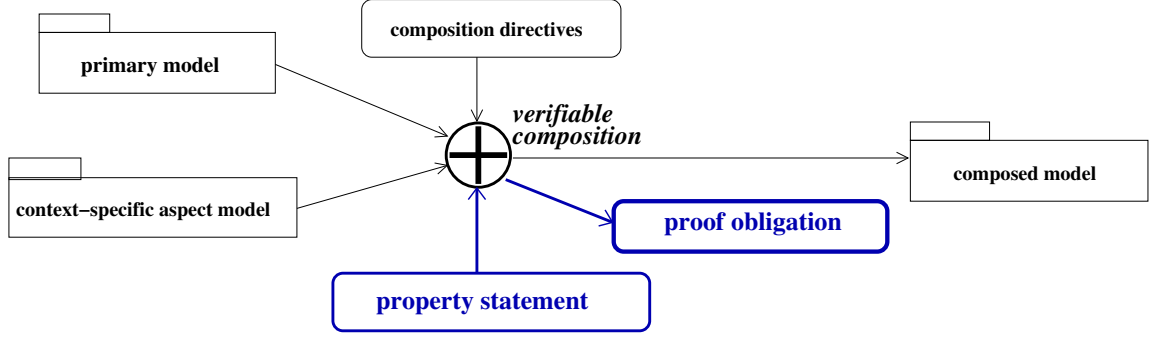 composition directives
primary model
verifiable
composition
composed model
context−specific aspect model
proof obligation
property statement